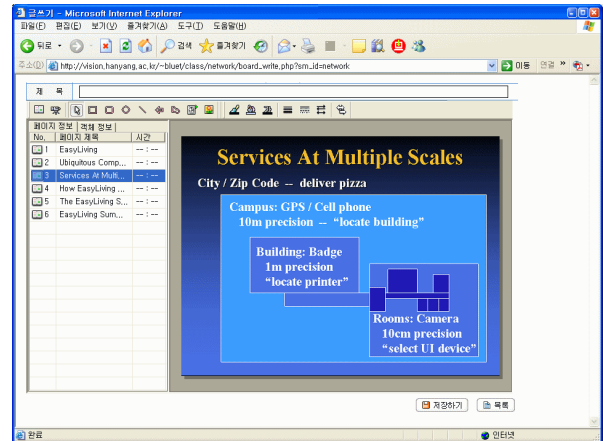 글쓰기 - Microsoft Internet Explorer
파일(F) 편집(E) 보기(V) 즐겨찾기(A) 도구(T) 도움말(H)
뒤로 검색 즐겨찾기
주소(D) http://vision.hanyang.ac.kr/~bluet/class/network/board_write.php?sm_id=network 이동 연결 »
제 목
페이지 정보 객체 정보
No. 페이지 제목 시간
1 EasyLiving -- : --
2 Ubiquitous Comp... -- : --
3 Services At Multi... -- : --
4 How EasyLiving ... -- : --
5 The EasyLiving S... -- : --
6 EasyLiving Sum... -- : --
Services At Multiple Scales
City / Zip Code -- deliver pizza
Campus: GPS / Cell phone
10m precision -- “locate building”
Building: Badge
1m precision
“locate printer”
Rooms: Camera
10cm precision
“select UI device”
저장하기 목록
완료 인터넷